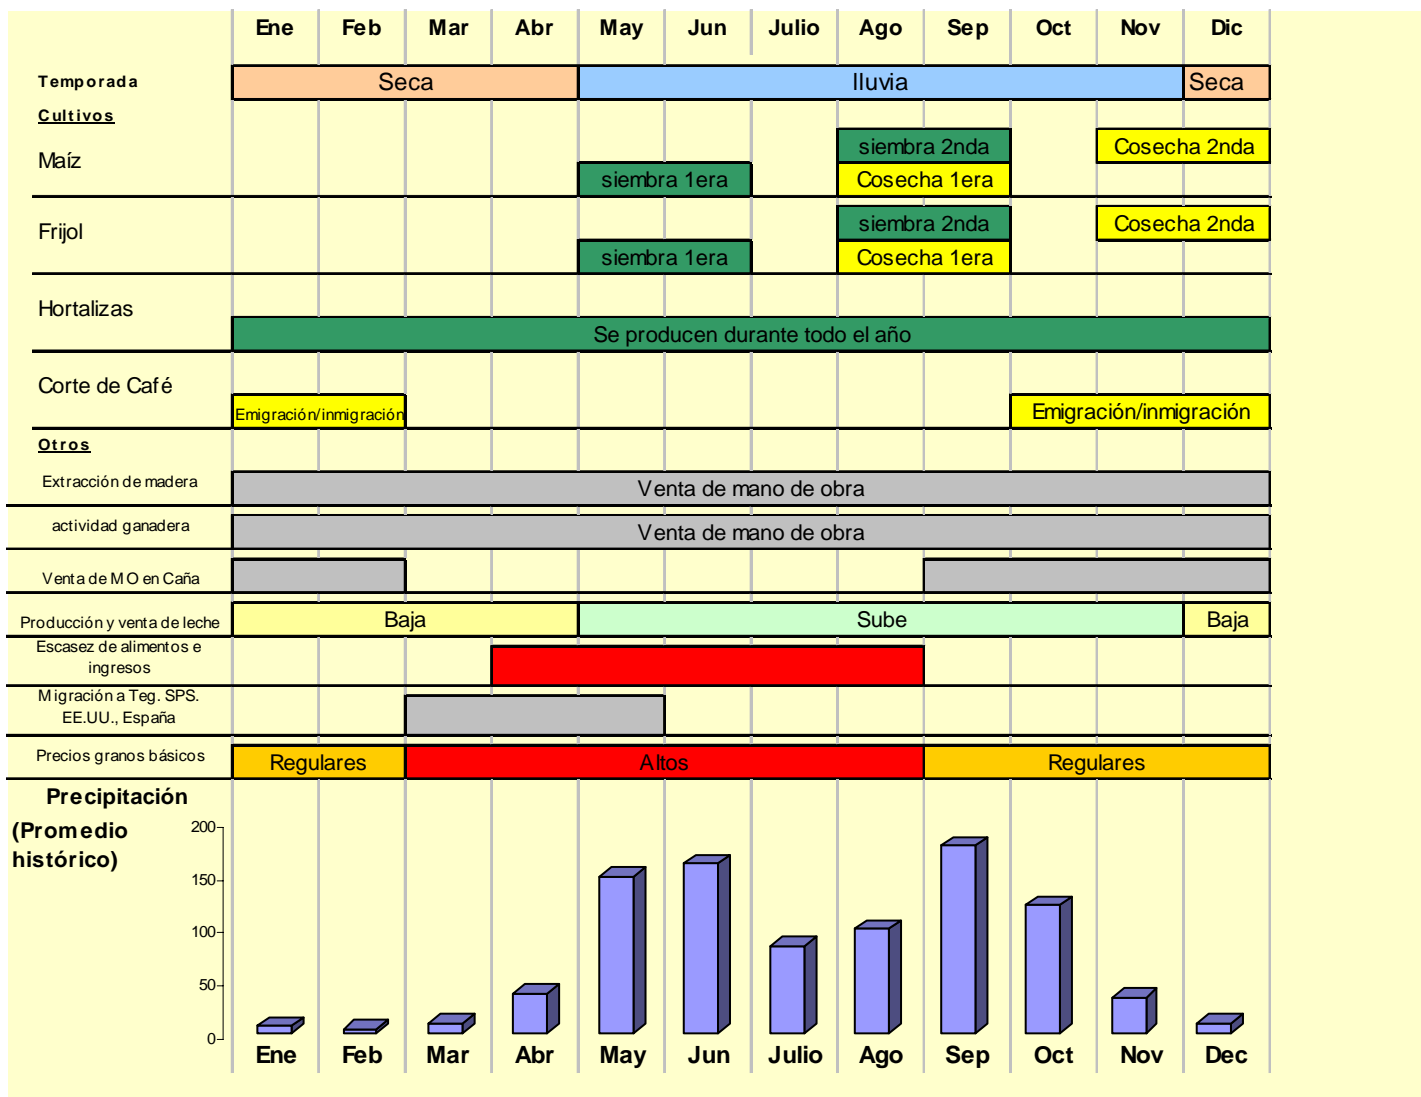 Ene Feb Mar Abr May Jun Julio Ago Sep Oct Nov Dic
Temporada Seca lluvia Seca
Cultivos
siembra 2nda Cosecha 2nda
Maíz
siembra 1era Cosecha 1era
siembra 2nda Cosecha 2nda
Frijol
siembra 1era Cosecha 1era
Hortalizas
Se producen durante todo el año
Corte de Café
Emigración/inmigración Emigración/inmigración
Otros
Extracción de madera Venta de mano de obra
actividad ganadera Venta de mano de obra
Venta de MO en Caña
Producción y venta de leche Baja Sube Baja
Escasez de alimentos e
ingresos
Migración a Teg. SPS.
EE.UU., España
Precios granos básicos Regulares Altos Regulares
Precipitación
(Promedio
histórico)
200
150
100
50
0
Ene Feb Mar Abr May Jun Julio Ago Sep Oct Nov Dec